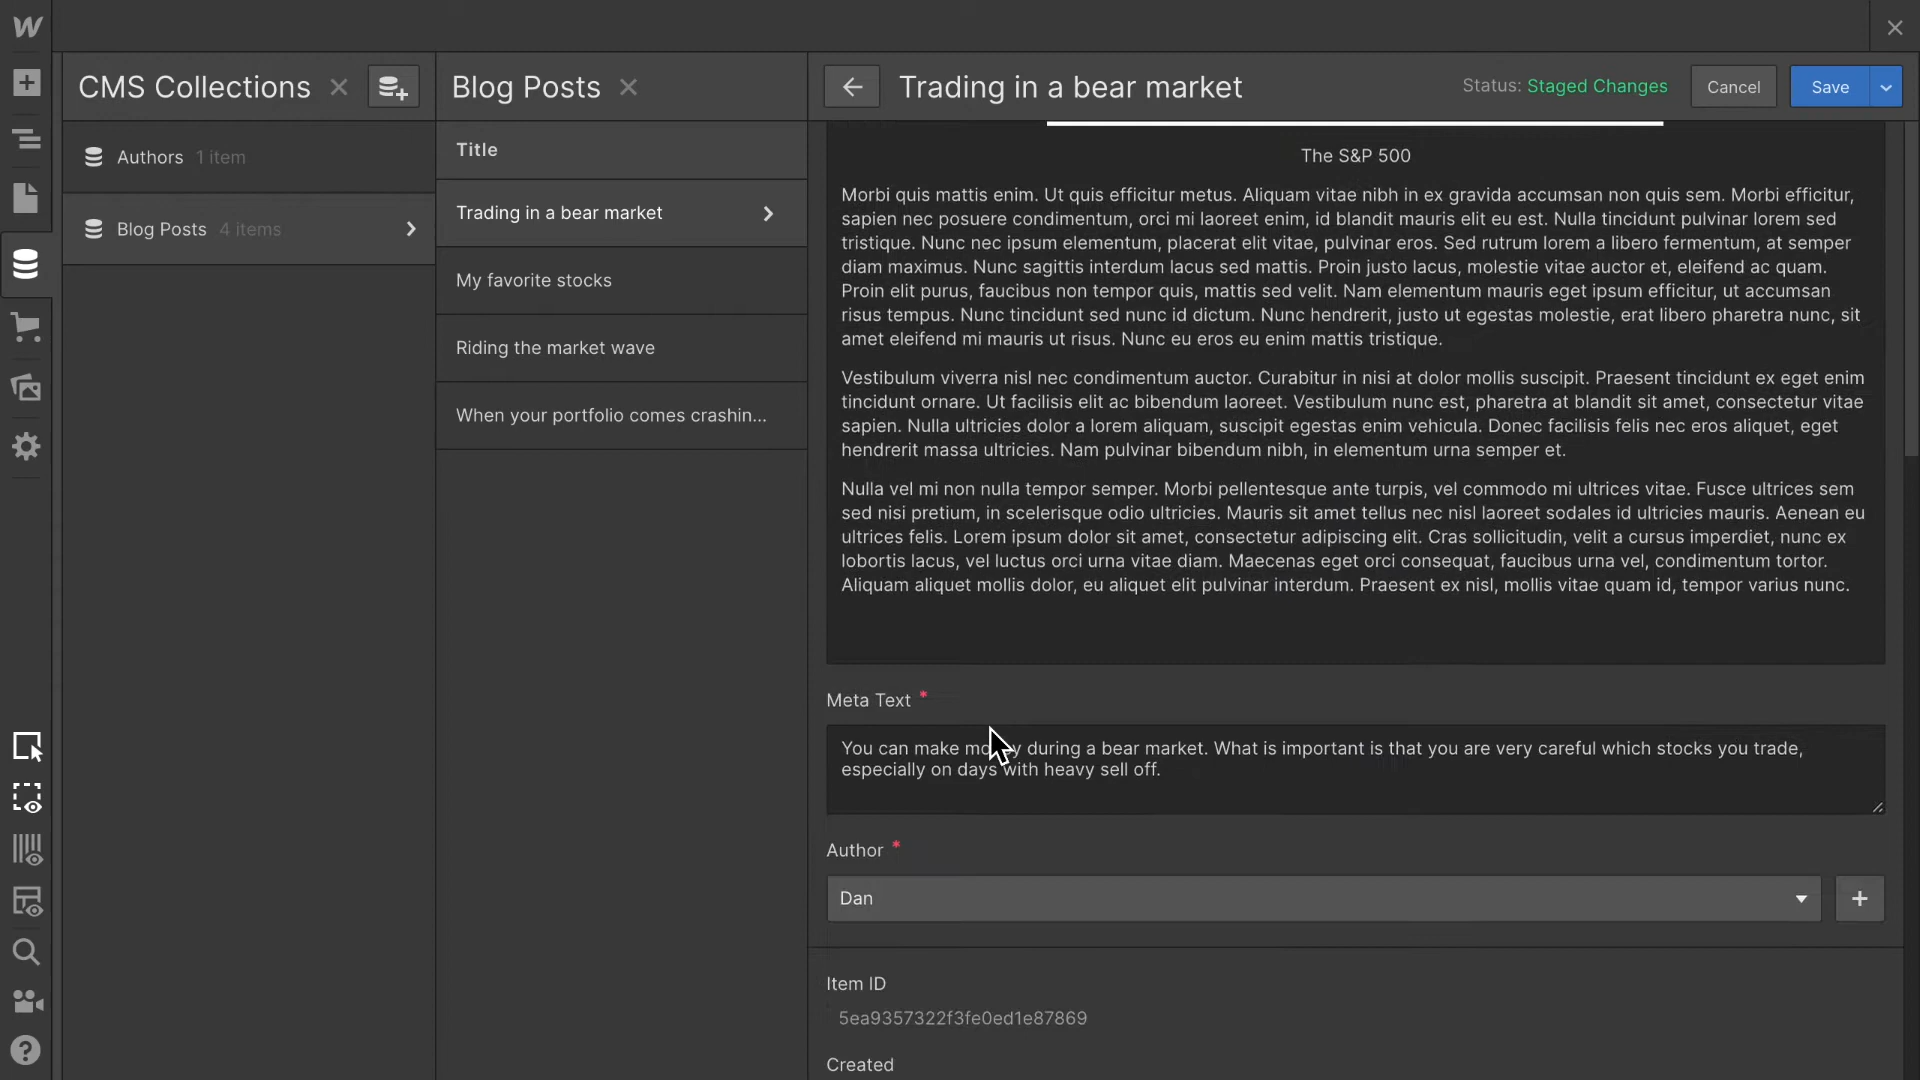 CMS Collections
Authors 1 item
Blog Posts 4 items
Blog Posts
Title
Trading in a bear market
My favorite stocks
Riding the market wave
When your portfolio comes crashin...
Trading in a bear market
Status: Staged Changes
Cancel
Save
The S&P 500
Morbi quis mattis enim. Ut quis efficitur metus. Aliquam vitae nibh in ex gravida accumsan non quis sem. Morbi efficitur,
sapien nec posuere condimentum, orci mi laoreet enim, id blandit mauris elit eu est. Nulla tincidunt pulvinar lorem sed
tristique. Nunc nec ipsum elementum, placerat elit vitae, pulvinar eros. Sed rutrum lorem a libero fermentum, at semper
diam maximus. Nunc sagittis interdum lacus sed mattis. Proin justo lacus, molestie vitae auctor et, eleifend ac quam.
Proin elit purus, faucibus non tempor quis, mattis sed velit. Nam elementum mauris eget ipsum efficitur, ut accumsan
risus tempus. Nunc tincidunt sed nunc id dictum. Nunc hendrerit, justo ut egestas molestie, erat libero pharetra nunc, sit
amet eleifend mi mauris ut risus. Nunc eu eros eu enim mattis tristique.
Vestibulum viverra nisl nec condimentum auctor. Curabitur in nisi at dolor mollis suscipit. Praesent tincidunt ex eget enim
tincidunt ornare. Ut facilisis elit ac bibendum laoreet. Vestibulum nunc est, pharetra at blandit sit amet, consectetur vitae
sapien. Nulla ultricies dolor a lorem aliquam, suscipit egestas enim vehicula. Donec facilisis felis nec eros aliquet, eget
hendrerit massa ultricies. Nam pulvinar bibendum nibh, in elementum urna semper et.
Nulla vel mi non nulla tempor semper. Morbi pellentesque ante turpis, vel commodo mi ultrices vitae. Fusce ultrices sem
sed nisi pretium, in scelerisque odio ultricies. Mauris sit amet tellus nec nisl laoreet sodales id ultricies mauris. Aenean eu
ultrices felis. Lorem ipsum dolor sit amet, consectetur adipiscing elit. Cras sollicitudin, velit a cursus imperdiet, nunc ex
lobortis lacus, vel luctus orci urna vitae diam. Maecenas eget orci consequat, faucibus urna vel, condimentum tortor.
Aliquam aliquet mollis dolor, eu aliquet elit pulvinar interdum. Praesent ex nisl, mollis vitae quam id, tempor varius nunc.
Meta Text *
You can make money during a bear market. What is important is that you are very careful which stocks you trade,
especially on days with heavy sell off.
Author *
Dan
Item ID
5ea9357322f3fe0ed1e87869
Created